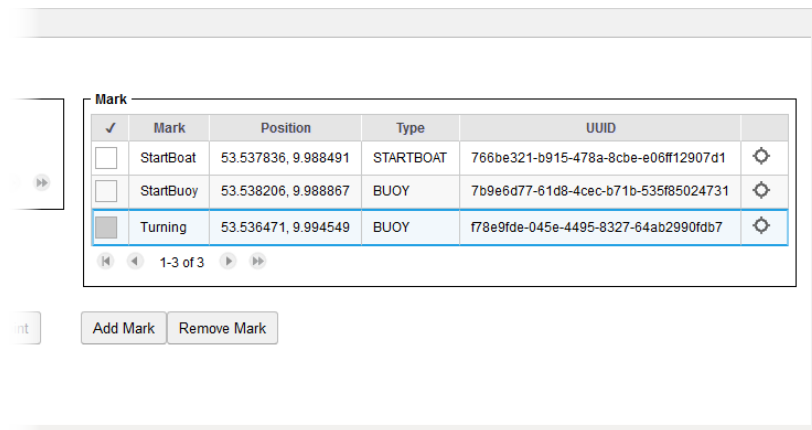 Mark
✓ Mark Position Type UUID
StartBoat 53.537836, 9.988491 STARTBOAT 766be321-b915-478a-8cbe-e06ff12907d1
StartBuoy 53.538206, 9.988867 BUOY 7b9e6d77-61d8-4cec-b71b-535f85024731
Turning 53.536471, 9.994549 BUOY f78e9fde-045e-4495-8327-64ab2990fdb7
1-3 of 3
Add Mark Remove Mark